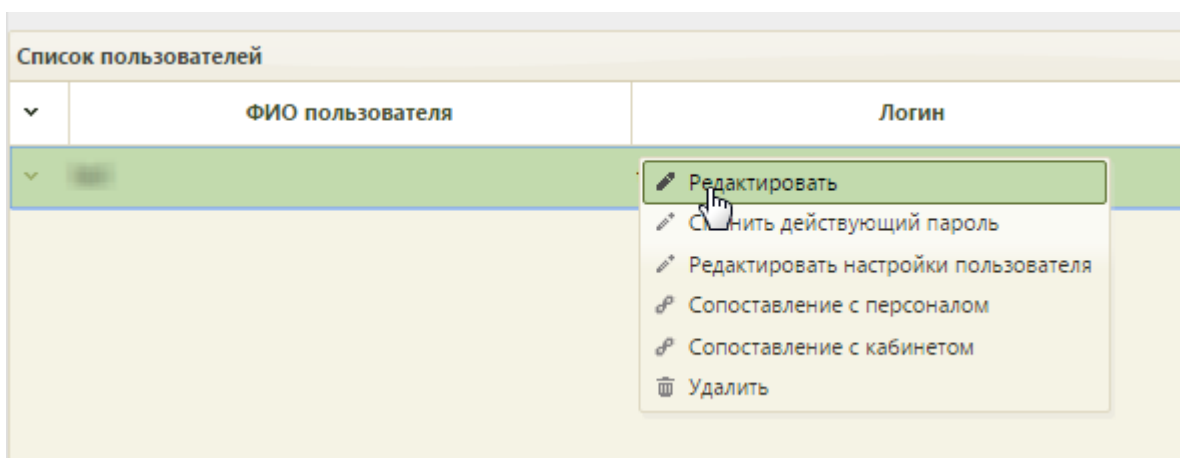 Список пользователей
ФИО пользователя
Логин
Редактировать
Сменить действующий пароль
Редактировать настройки пользователя
Сопоставление с персоналом
Сопоставление с кабинетом
Удалить